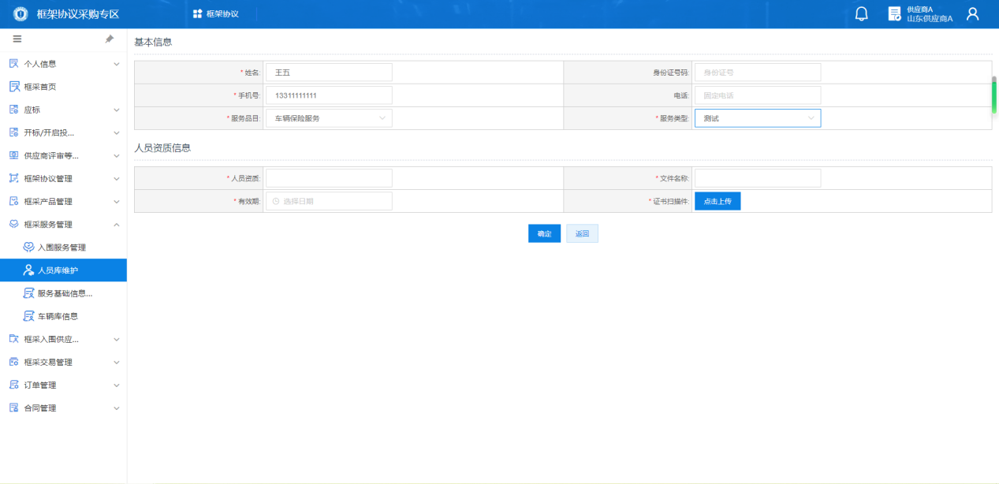 框架协议采购专区
框架协议
供应商A
山东供应商A
个人信息
框采首页
应标
开标/开启投...
供应商评审等...
框架协议管理
框采产品管理
框采服务管理
入围服务管理
人员库维护
服务基础信息...
车辆库信息
框采入围供应...
框采交易管理
订单管理
合同管理
基本信息
* 姓名: 王五 身份证号码: 身份证号
* 手机号: 13311111111 电话: 固定电话
* 服务品目: 车辆保险服务 * 服务类型: 测试
人员资质信息
* 人员资质: * 文件名称:
* 有效期: 选择日期 * 证书扫描件: 点击上传
确定 返回